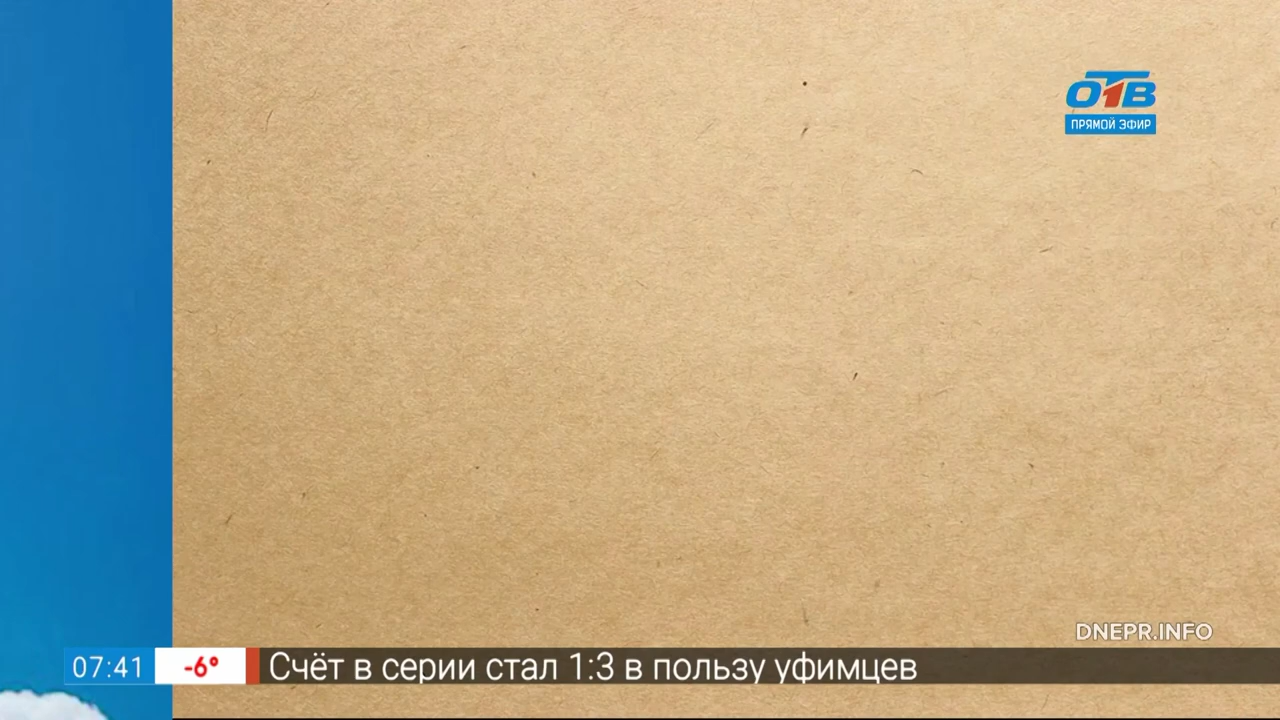 ОТВ
ПРЯМОЙ ЭФИР
DNEPR.INFO
07:41 -6° Счёт в серии стал 1:3 в пользу уфимцев